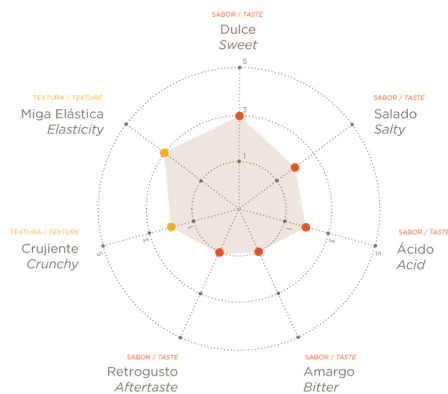 SABOR / TASTE
Dulce
Sweet
5
TEXTURA / TEXTURE
Miga Elástica
Elasticity
SABOR / TASTE
Salado
Salty
3
1
TEXTURA / TEXTURE
Crujiente
Crunchy
5
3
1
1
3
5
SABOR / TASTE
Ácido
Acid
SABOR / TASTE
Retrogusto
Aftertaste
SABOR / TASTE
Amargo
Bitter